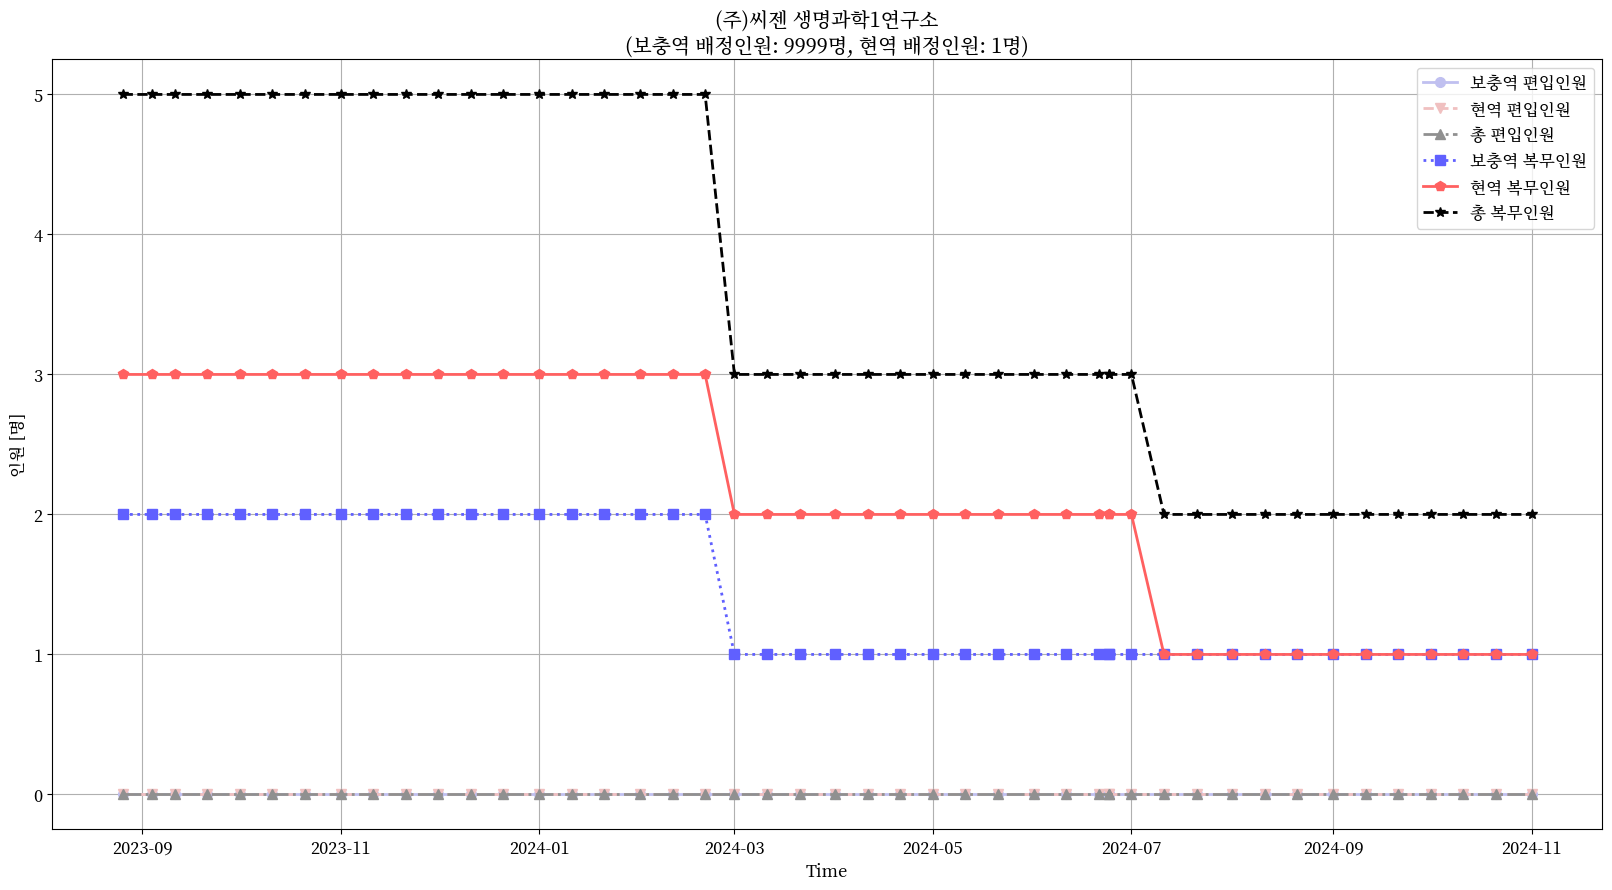 (주)씨젠 생명과학1연구소
(보충역 배정인원: 9999명, 현역 배정인원: 1명)
보충역 편입인원
현역 편입인원
총 편입인원
보충역 복무인원
현역 복무인원
총 복무인원
인원 [명]
5
4
3
2
1
0
2023-09
2023-11
2024-01
2024-03
2024-05
2024-07
2024-09
2024-11
Time